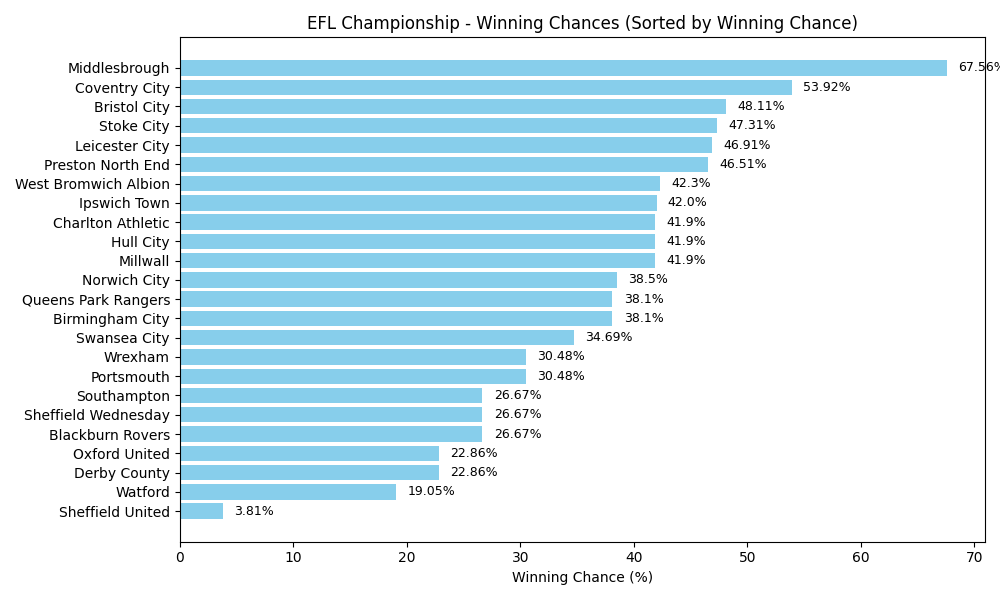 EFL Championship - Winning Chances (Sorted by Winning Chance)
Middlesbrough 67.56%
Coventry City 53.92%
Bristol City 48.11%
Stoke City 47.31%
Leicester City 46.91%
Preston North End 46.51%
West Bromwich Albion 42.3%
Ipswich Town 42.0%
Charlton Athletic 41.9%
Hull City 41.9%
Millwall 41.9%
Norwich City 38.5%
Queens Park Rangers 38.1%
Birmingham City 38.1%
Swansea City 34.69%
Wrexham 30.48%
Portsmouth 30.48%
Southampton 26.67%
Sheffield Wednesday 26.67%
Blackburn Rovers 26.67%
Oxford United 22.86%
Derby County 22.86%
Watford 19.05%
Sheffield United 3.81%
0 10 20 30 40 50 60 70
Winning Chance (%)